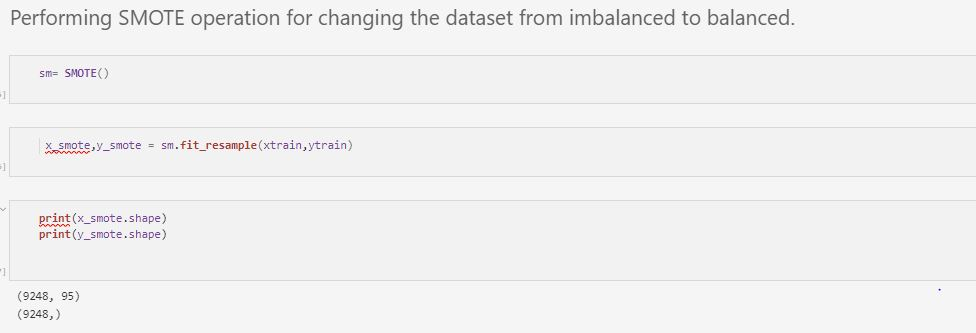 Performing SMOTE operation for changing the dataset from imbalanced to balanced.
sm= SMOTE()
x_smote,y_smote = sm.fit_resample(xtrain,ytrain)
print(x_smote.shape)
print(y_smote.shape)
(9248, 95)
(9248,)